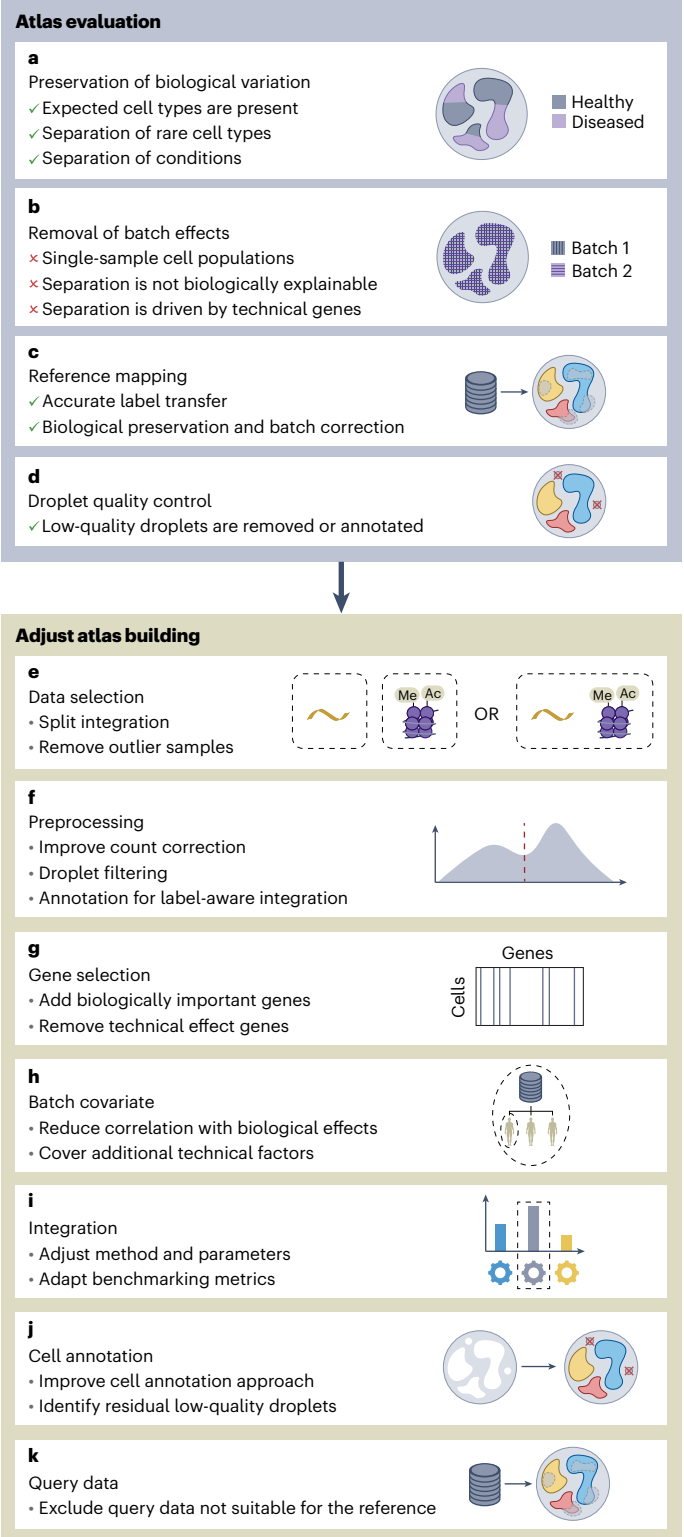 Atlas evaluation
a
Preservation of biological variation
✓ Expected cell types are present
✓ Separation of rare cell types
✓ Separation of conditions
Healthy
Diseased
b
Removal of batch effects
✗ Single-sample cell populations
✗ Separation is not biologically explainable
✗ Separation is driven by technical genes
Batch 1
Batch 2
c
Reference mapping
✓ Accurate label transfer
✓ Biological preservation and batch correction
d
Droplet quality control
✓ Low-quality droplets are removed or annotated
Adjust atlas building
e
Data selection
• Split integration
• Remove outlier samples
Me Ac
OR
Me Ac
f
Preprocessing
• Improve count correction
• Droplet filtering
• Annotation for label-aware integration
g
Gene selection
• Add biologically important genes
• Remove technical effect genes
Genes
Cells
h
Batch covariate
• Reduce correlation with biological effects
• Cover additional technical factors
i
Integration
• Adjust method and parameters
• Adapt benchmarking metrics
j
Cell annotation
• Improve cell annotation approach
• Identify residual low-quality droplets
k
Query data
• Exclude query data not suitable for the reference